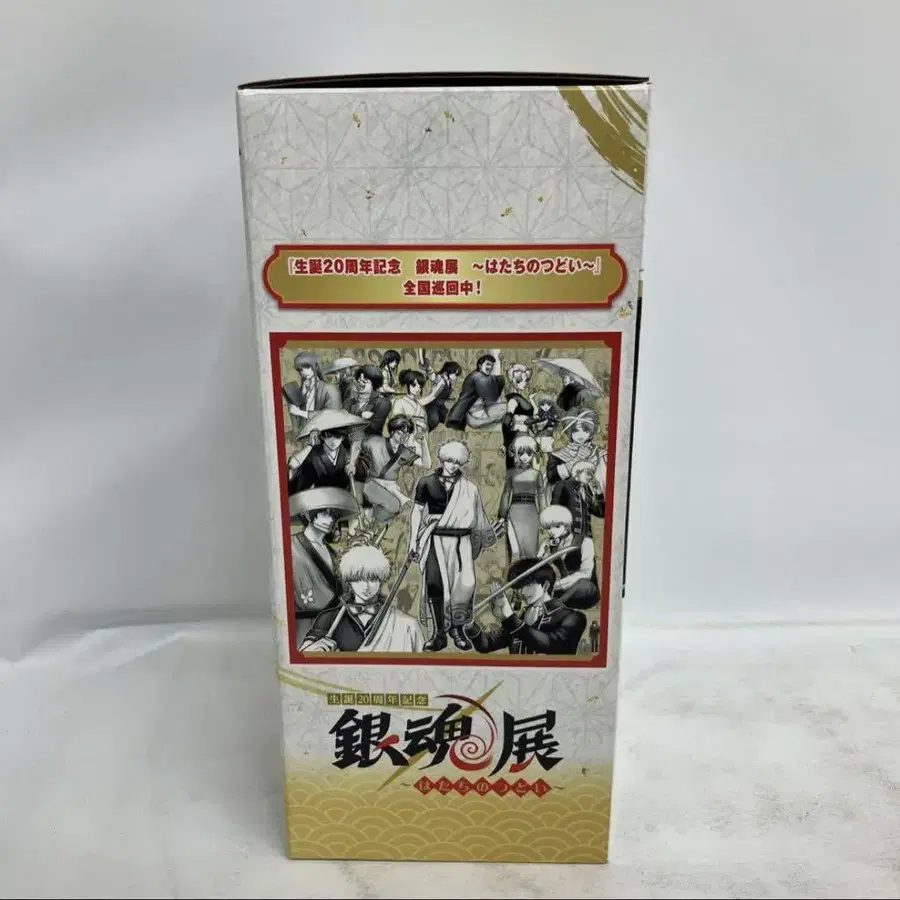 『生誕20周年記念 銀魂展 ～はたちのつどい～』
全国巡回中！
生誕20周年記念
銀魂展
～はたちのつどい～